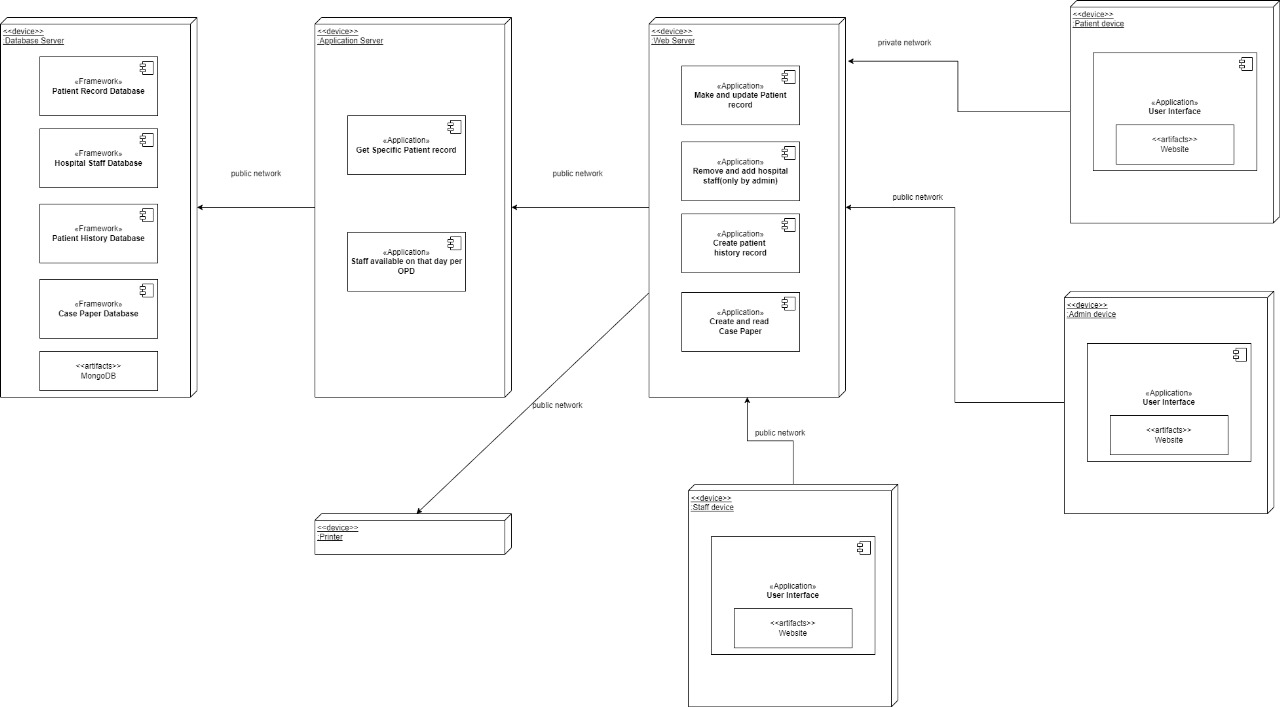 <<device>>
:Database Server
«Framework»
Patient Record Database
«Framework»
Hospital Staff Database
«Framework»
Patient History Database
«Framework»
Case Paper Database
<<artifacts>>
MongoDB
public network
<<device>>
:Application Server
«Application»
Get Specific Patient record
«Application»
Staff available on that day per
OPD
public network
<<device>>
:Web Server
«Application»
Make and update Patient
record
«Application»
Remove and add hospital
staff(only by admin)
«Application»
Create patient
history record
«Application»
Create and read
Case Paper
private network
<<device>>
:Patient device
«Application»
User Interface
<<artifacts>>
Website
public network
<<device>>
:Admin device
«Application»
User Interface
<<artifacts>>
Website
public network
<<device>>
:Printer
public network
<<device>>
:Staff device
«Application»
User Interface
<<artifacts>>
Website